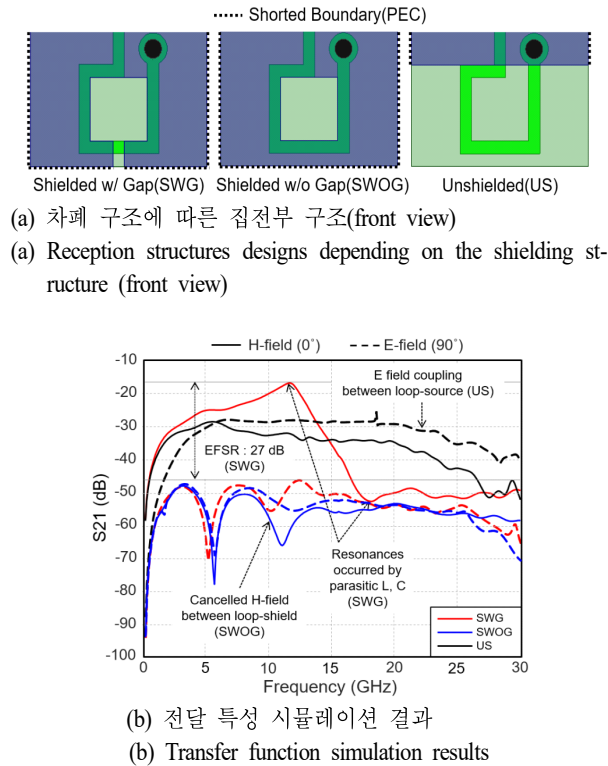 Shorted Boundary(PEC)
Shielded w/ Gap(SWG)
Shielded w/o Gap(SWOG)
Unshielded(US)
(a) 차폐 구조에 따른 집전부 구조(front view)
(a) Reception structures designs depending on the shielding st-
ructure (front view)
H-field (0˚)
E-field (90˚)
-10
-20
-30
-40
-50
-60
-70
-80
-90
-100
S21 (dB)
E field coupling
between loop-source (US)
EFSR : 27 dB
(SWG)
Resonances
occurred by
parasitic L, C
(SWG)
Cancelled H-field
between loop-shield
(SWOG)
SWG
SWOG
US
0
5
10
15
20
25
30
Frequency (GHz)
(b) 전달 특성 시뮬레이션 결과
(b) Transfer function simulation results